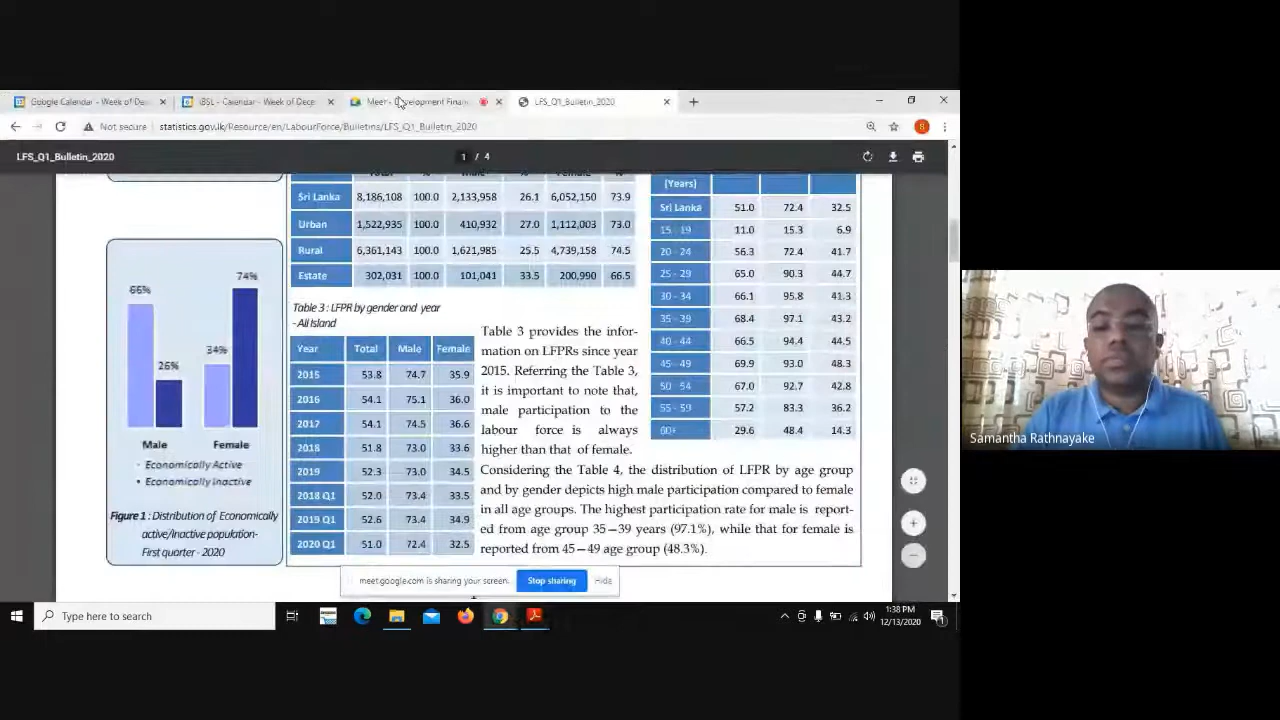 Google Calendar - Week of De
iBSL - Calendar - Week of Dece
Meet - Development Finan
LFS_Q1_Bulletin_2020
Not secure
statistics.gov.lk/Resource/en/LabourForce/Bulletins/LFS_Q1_Bulletin_2020
LFS_Q1_Bulletin_2020
1 / 4
Total % Male % Female %
Sri Lanka 8,186,108 100.0 2,133,958 26.1 6,052,150 73.9
Urban 1,522,935 100.0 410,932 27.0 1,112,003 73.0
Rural 6,361,143 100.0 1,621,985 25.5 4,739,158 74.5
Estate 302,031 100.0 101,041 33.5 200,990 66.5
(Years)
Sri Lanka 51.0 72.4 32.5
15 - 19 11.0 15.3 6.9
20 - 24 56.3 72.4 41.7
25 - 29 65.0 90.3 44.7
30 - 34 66.1 95.8 41.3
35 - 39 68.4 97.1 43.2
40 - 44 66.5 94.4 44.5
45 - 49 69.9 93.0 48.3
50 - 54 67.0 92.7 42.8
55 - 59 57.2 83.3 36.2
60+ 29.6 48.4 14.3
66%
26%
34%
74%
Male Female
- Economically Active
- Economically Inactive
Figure 1 : Distribution of Economically
active/Inactive population-
First quarter - 2020
Table 3 : LFPR by gender and year
- All Island
Year Total Male Female
2015 53.8 74.7 35.9
2016 54.1 75.1 36.0
2017 54.1 74.5 36.6
2018 51.8 73.0 33.6
2019 52.3 73.0 34.5
2018 Q1 52.0 73.4 33.5
2019 Q1 52.6 73.4 34.9
2020 Q1 51.0 72.4 32.5
Table 3 provides the infor-
mation on LFPRs since year
2015. Referring the Table 3,
it is important to note that,
male participation to the
labour force is always
higher than that of female.
Considering the Table 4, the distribution of LFPR by age group
and by gender depicts high male participation compared to female
in all age groups. The highest participation rate for male is report-
ed from age group 35—39 years (97.1%), while that for female is
reported from 45—49 age group (48.3%).
meet.google.com is sharing your screen.
Stop sharing
Hide
Type here to search
1:38 PM
12/13/2020
Samantha Rathnayake